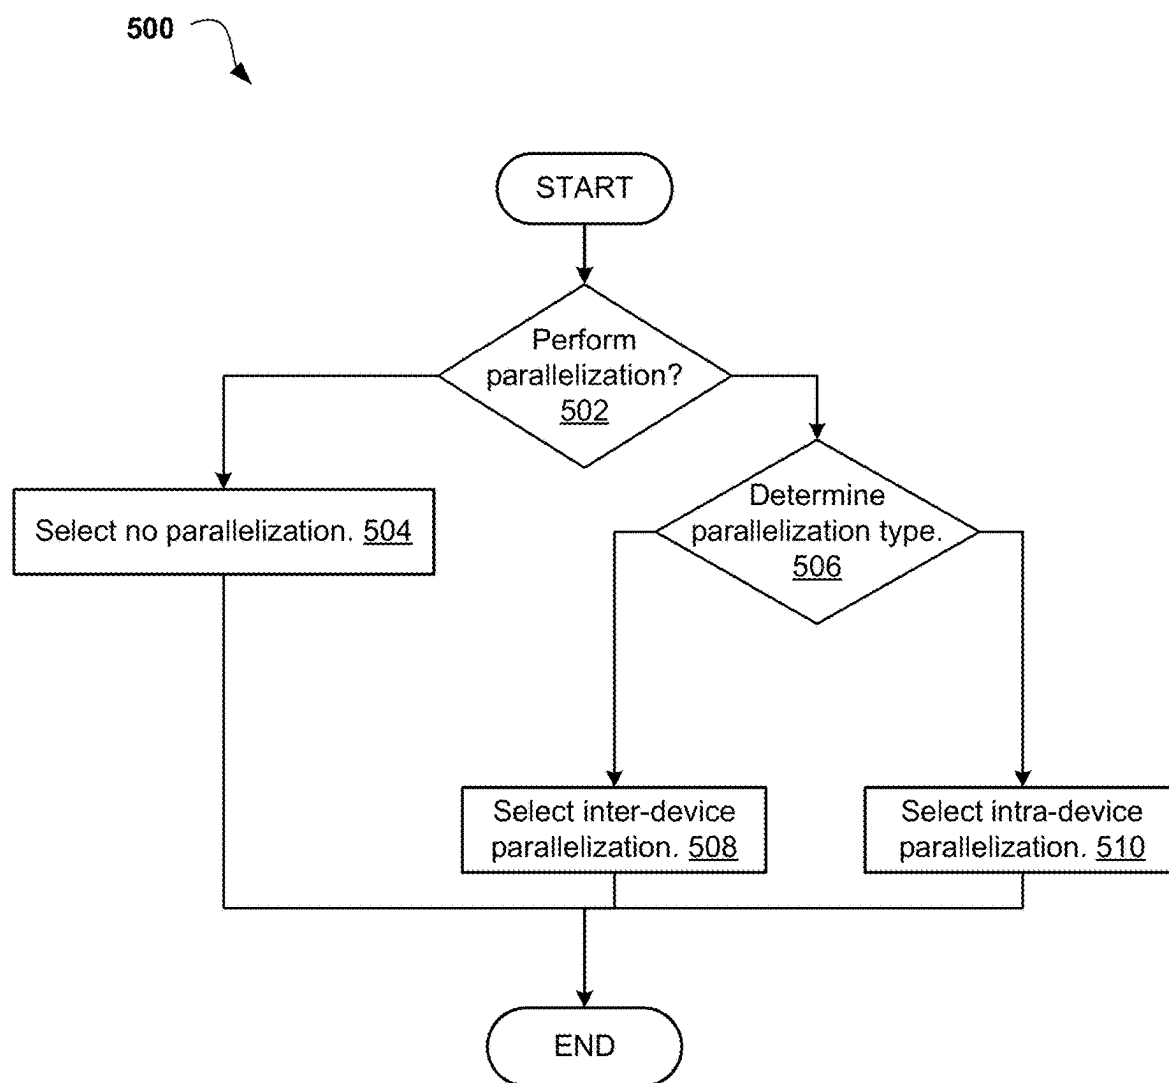 500
START
Perform
parallelization?
502
Determine
parallelization type.
506
Select no parallelization. 504
Select inter-device
parallelization. 508
Select intra-device
parallelization. 510
END